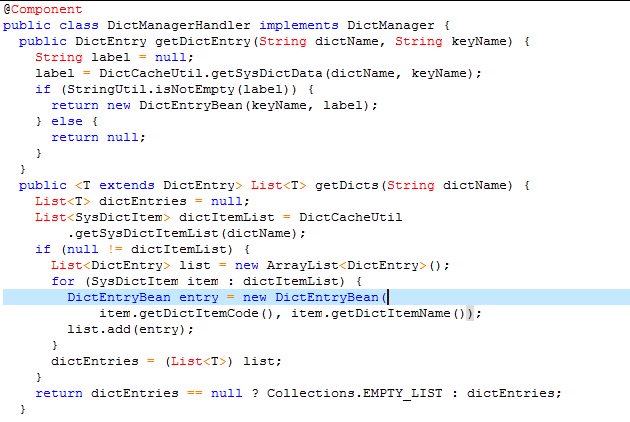 @Component
public class DictManagerHandler implements DictManager {
  public DictEntry getDictEntry(String dictName, String keyName) {
    String label = null;
    label = DictCacheUtil.getSysDictData(dictName, keyName);
    if (StringUtil.isNotEmpty(label)) {
      return new DictEntryBean(keyName, label);
    } else {
      return null;
    }
  }
  public <T extends DictEntry> List<T> getDicts(String dictName) {
    List<T> dictEntries = null;
    List<SysDictItem> dictItemList = DictCacheUtil
        .getSysDictItemList(dictName);
    if (null != dictItemList) {
      List<DictEntry> list = new ArrayList<DictEntry>();
      for (SysDictItem item : dictItemList) {
        DictEntryBean entry = new DictEntryBean(
            item.getDictItemCode(), item.getDictItemName());
        list.add(entry);
      }
      dictEntries = (List<T>) list;
    }
    return dictEntries == null ? Collections.EMPTY_LIST : dictEntries;
  }